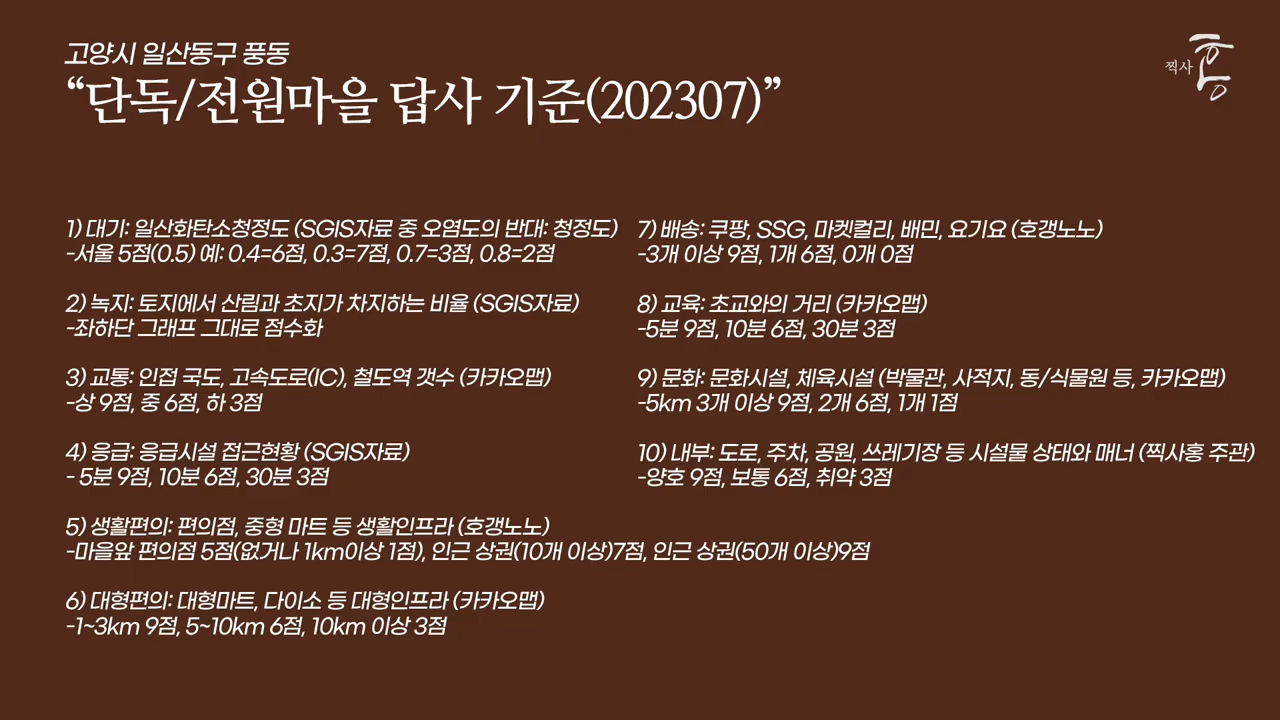 고양시 일산동구 풍동
“단독/전원마을 답사 기준(202307)”
찍사
홍
1) 대기: 일산화탄소청정도 (SGIS자료 중 오염도의 반대: 청정도)
-서울 5점(0.5) 예: 0.4=6점, 0.3=7점, 0.7=3점, 0.8=2점
2) 녹지: 토지에서 산림과 초지가 차지하는 비율 (SGIS자료)
-좌하단 그래프 그대로 점수화
3) 교통: 인접 국도, 고속도로(IC), 철도역 갯수 (카카오맵)
-상 9점, 중 6점, 하 3점
4) 응급: 응급시설 접근현황 (SGIS자료)
- 5분 9점, 10분 6점, 30분 3점
5) 생활편의: 편의점, 중형 마트 등 생활인프라 (호갱노노)
-마을앞 편의점 5점(없거나 1km이상 1점), 인근 상권(10개 이상)7점, 인근 상권(50개 이상)9점
6) 대형편의: 대형마트, 다이소 등 대형인프라 (카카오맵)
-1~3km 9점, 5~10km 6점, 10km 이상 3점
7) 배송: 쿠팡, SSG, 마켓컬리, 배민, 요기요 (호갱노노)
-3개 이상 9점, 1개 6점, 0개 0점
8) 교육: 초교와의 거리 (카카오맵)
-5분 9점, 10분 6점, 30분 3점
9) 문화: 문화시설, 체육시설 (박물관, 사적지, 동/식물원 등, 카카오맵)
-5km 3개 이상 9점, 2개 6점, 1개 1점
10) 내부: 도로, 주차, 공원, 쓰레기장 등 시설물 상태와 매너 (찍사홍 주관)
-양호 9점, 보통 6점, 취약 3점